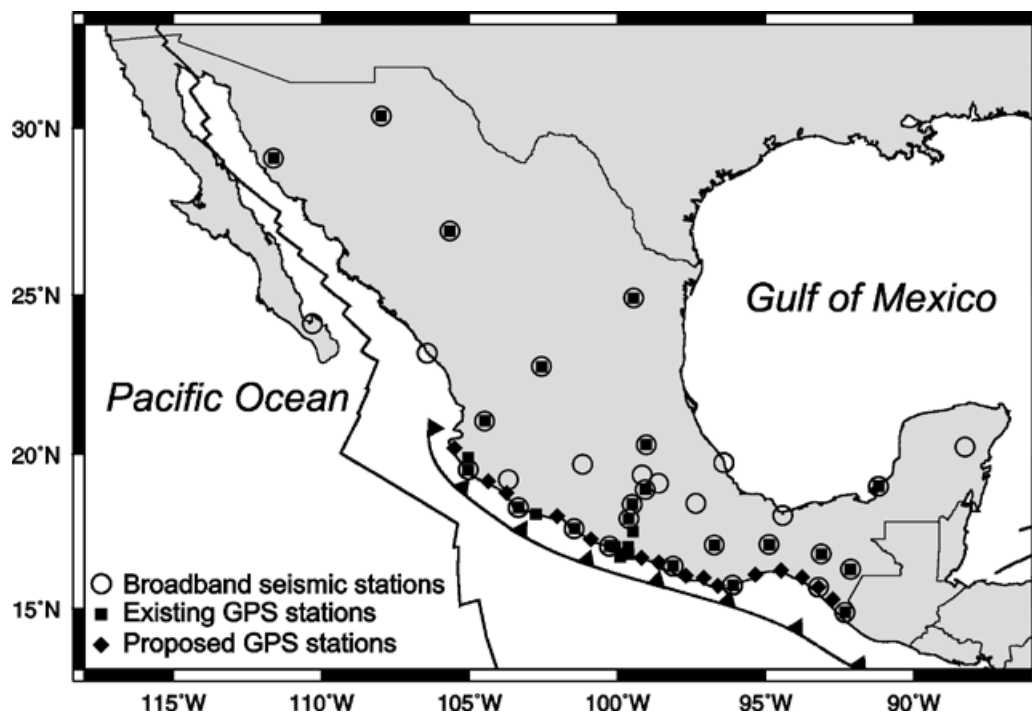 30˚N
25˚N
Gulf of Mexico
Pacific Ocean
20˚N
Broadband seismic stations
Existing GPS stations
15˚N
Proposed GPS stations
115˚W 110˚W 105˚W 100˚W 95˚W 90˚W